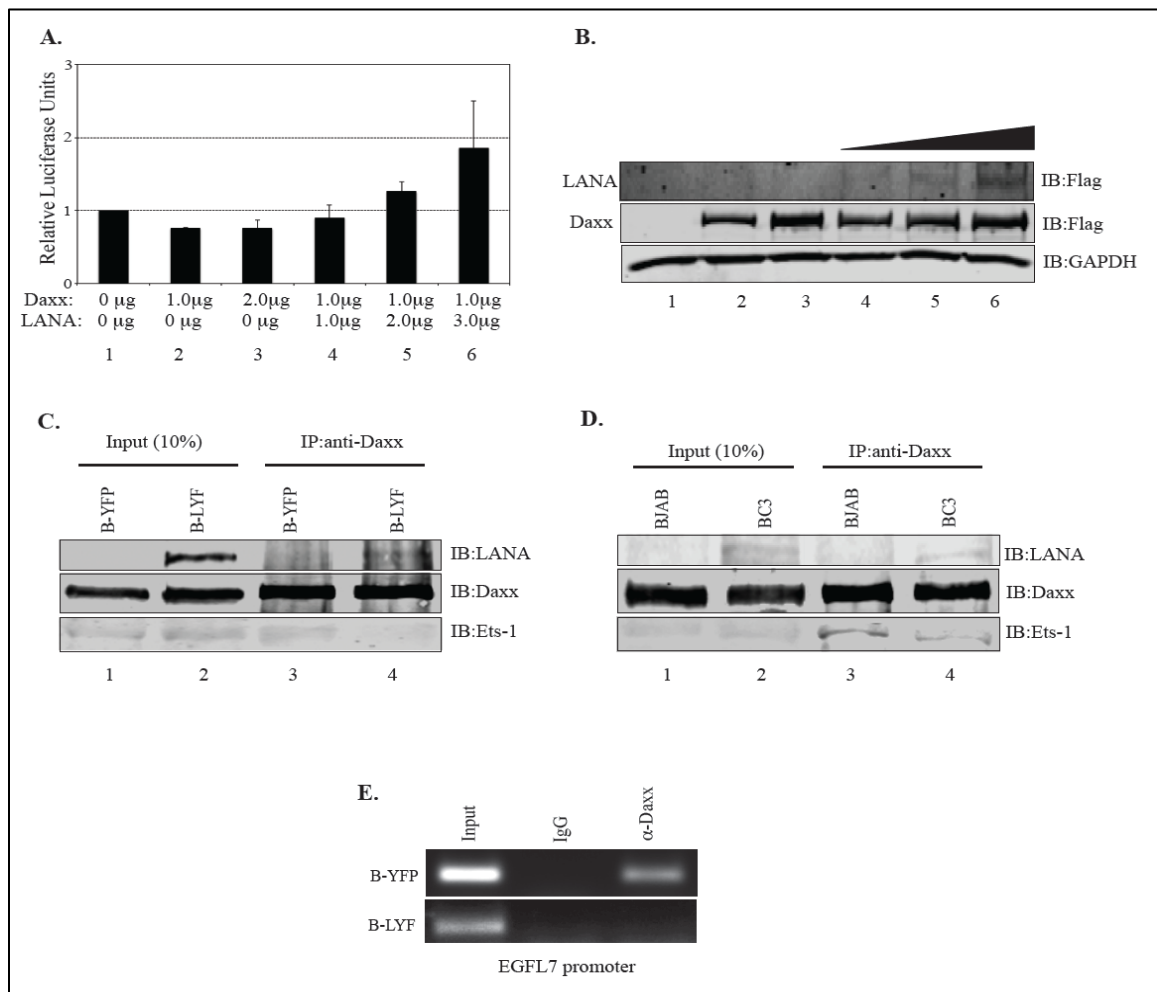 A.
3
2
1
0
Relative Luciferase Units
Daxx: 0 µg 1.0µg 2.0µg 1.0µg 1.0µg 1.0µg
LANA: 0 µg 0 µg 0 µg 1.0µg 2.0µg 3.0µg
1 2 3 4 5 6
B.
LANA IB:Flag
Daxx IB:Flag
IB:GAPDH
1 2 3 4 5 6
C.
Input (10%) IP:anti-Daxx
B-YFP B-LYF B-YFP B-LYF
IB:LANA
IB:Daxx
IB:Ets-1
1 2 3 4
D.
Input (10%) IP:anti-Daxx
BJAB BC3 BJAB BC3
IB:LANA
IB:Daxx
IB:Ets-1
1 2 3 4
E.
Input IgG α-Daxx
B-YFP
B-LYF
EGFL7 promoter